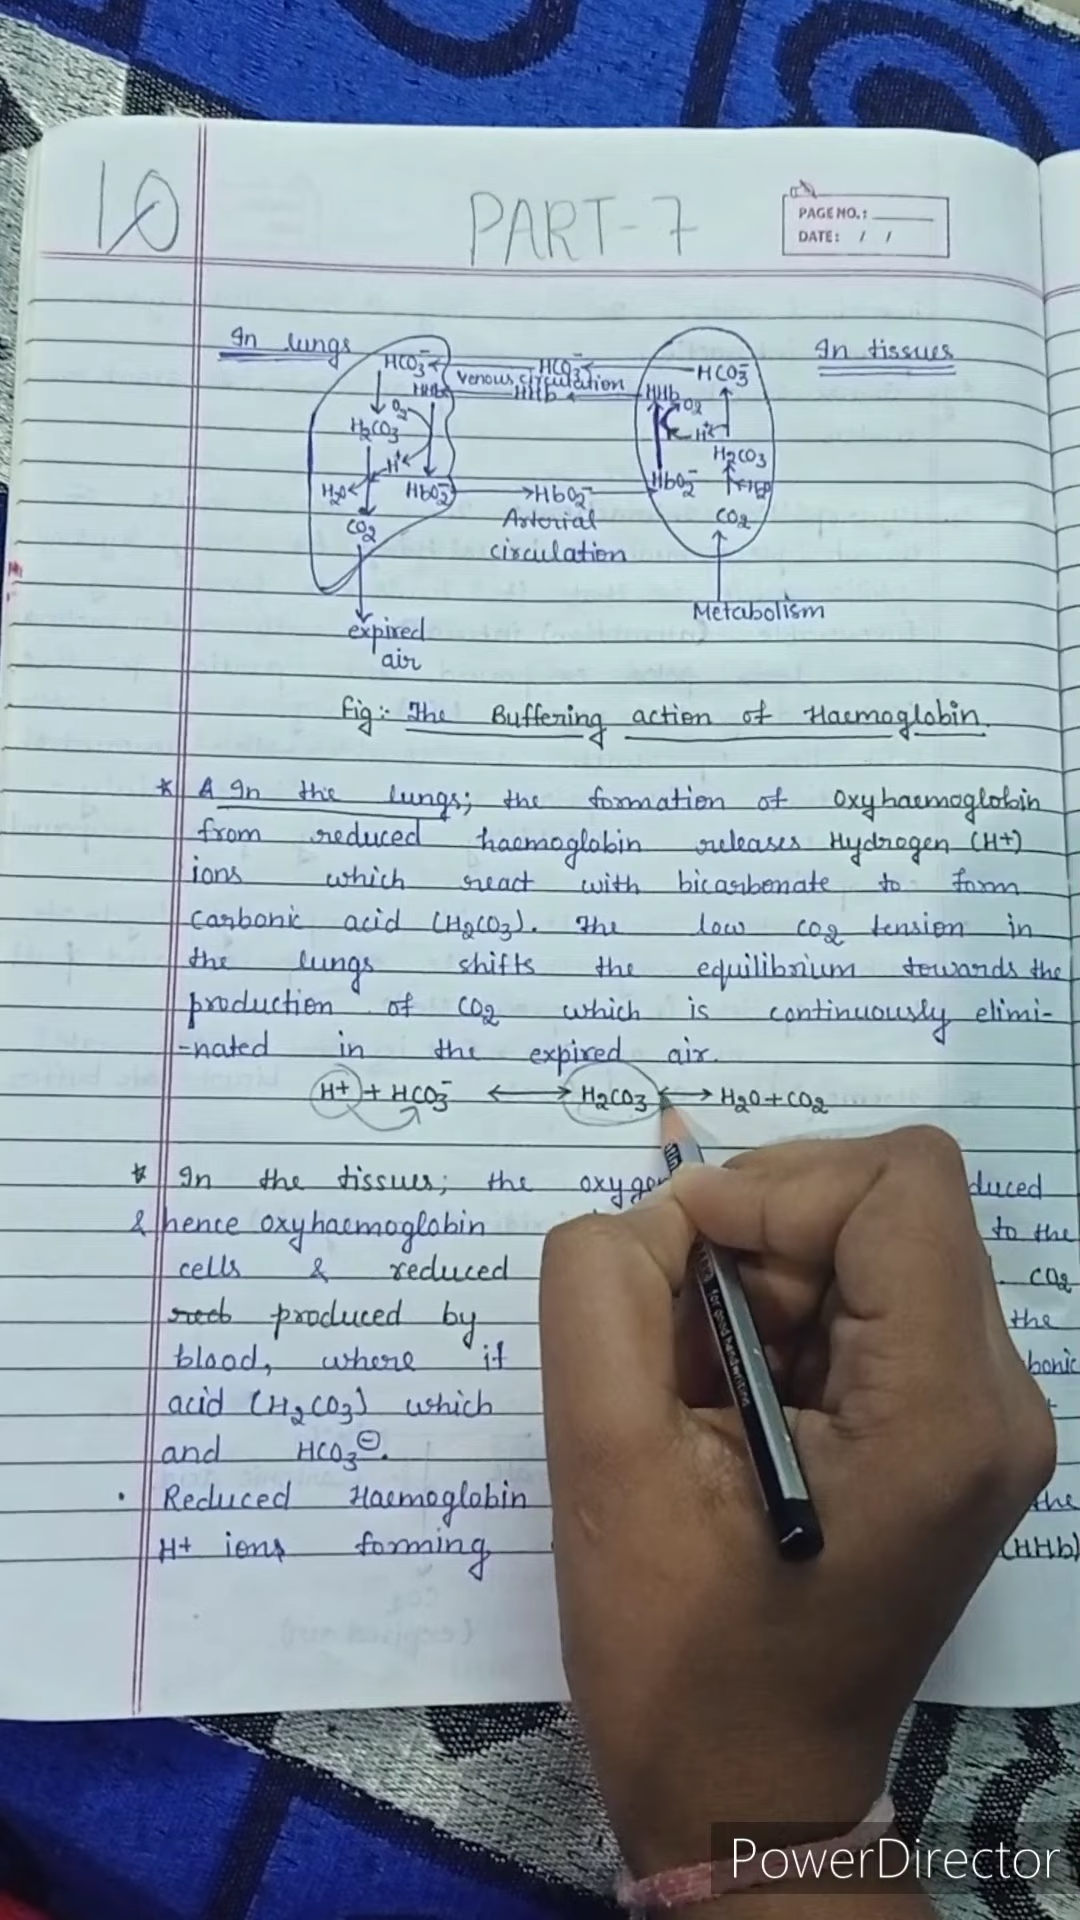 10
PART-7
PAGE NO.:
DATE: / /
In lungs
In tissues
HCO3-
HCO3-
HCO3-
venous circulation
HHb
HHb
HHb
O2
O2
H2CO3
H+
H+
H2CO3
H2O
HbO2-
HbO2-
HbO2-
CO2
Arterial
circulation
CO2
expired
air
Metabolism
Fig:- The Buffering action of Haemoglobin.
* A In the lungs; the formation of oxyhaemoglobin
from reduced haemoglobin releases Hydrogen (H+)
ions which react with bicarbonate to form
carbonic acid (H2CO3). The low CO2 tension in
the lungs shifts the equilibrium towards the
production of CO2 which is continuously elimi-
-nated in the expired air.
H+ + HCO3- ⟷ H2CO3 ⟷ H2O + CO2
* In the tissues; the oxygen duced
& hence oxyhaemoglobin to the
cells & reduced CO2
produced by the
blood, where it bonic
acid (H2CO3) which
and HCO3⊖.
. Reduced Haemoglobin the
H+ ions forming (HHb)
for good handwriting
PowerDirector